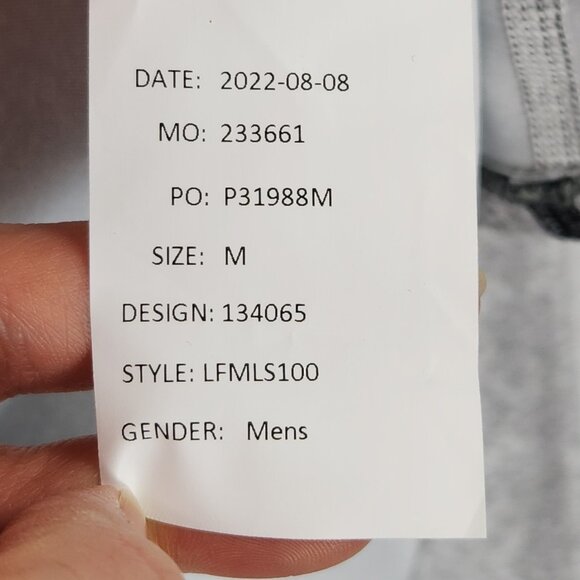 DATE: 2022-08-08
MO: 233661
PO: P31988M
SIZE: M
DESIGN: 134065
STYLE: LFMLS100
GENDER: Mens